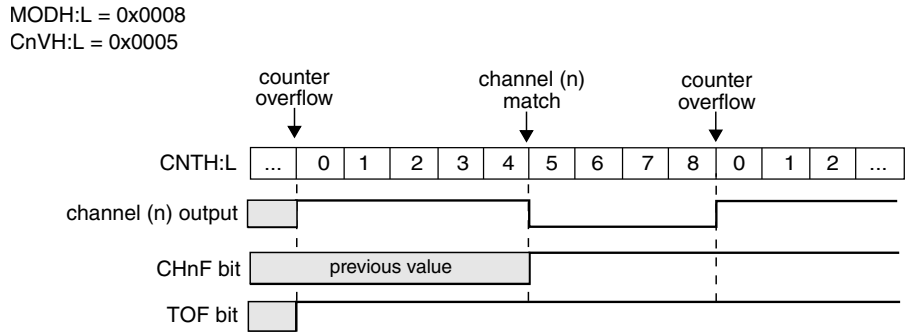 MODH:L = 0x0008
CnVH:L = 0x0005
counter overflow
channel (n) match
counter overflow
CNTH:L ... 0 1 2 3 4 5 6 7 8 0 1 2 ...
channel (n) output
CHnF bit previous value
TOF bit